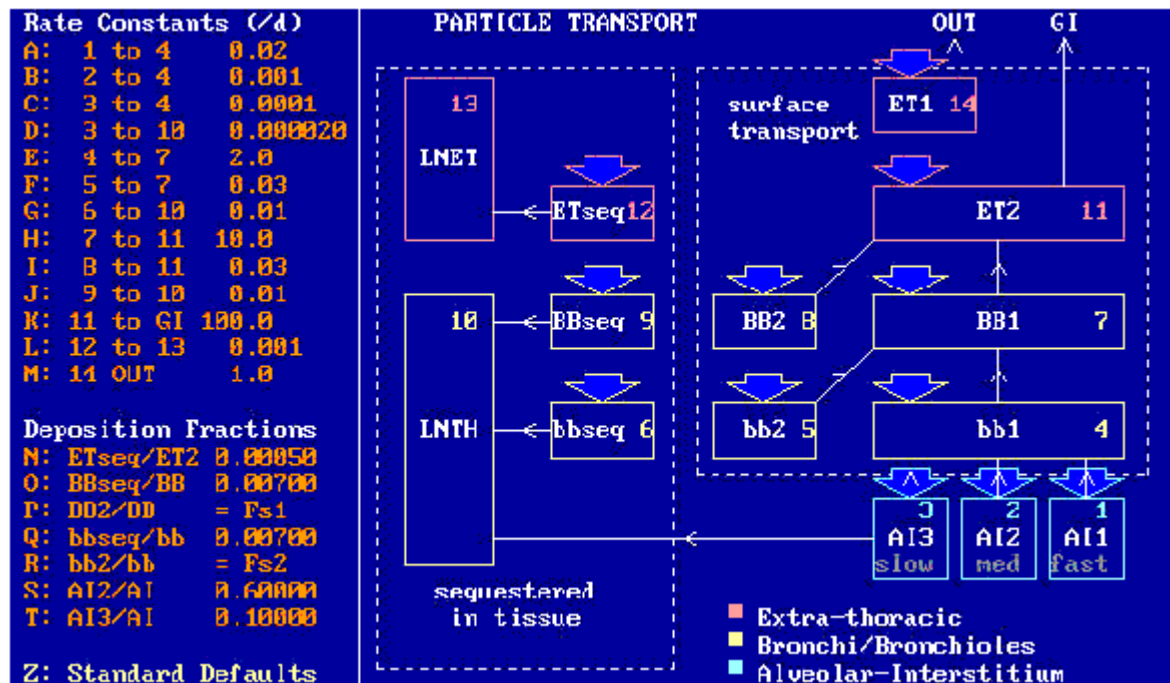 Rate Constants (/d)
A: 1 to 4 0.02
B: 2 to 4 0.001
C: 3 to 4 0.0001
D: 3 to 10 0.000020
E: 4 to 7 2.0
F: 5 to 7 0.03
G: 6 to 10 0.01
H: 7 to 11 10.0
I: 8 to 11 0.03
J: 9 to 10 0.01
K: 11 to GI 100.0
L: 12 to 13 0.001
M: 14 OUT 1.0
Deposition Fractions
N: ETseq/ET2 0.00050
O: BBseq/BB 0.00700
P: BB2/BB = Fs1
Q: bbseq/bb 0.00700
R: bb2/bb = Fs2
S: AI2/AI 0.60000
T: AI3/AI 0.10000
Z: Standard Defaults
PARTICLE TRANSPORT
OUT
GI
13
LNET
ETseq 12
10
LNTH
BBseq 9
bbseq 6
sequestered
in tissue
surface
transport
ET1 14
ET2 11
BB2 8
BB1 7
bb2 5
bb1 4
3
AI3
slow
2
AI2
med
1
AI1
fast
Extra-thoracic
Bronchi/Bronchioles
Alveolar-Interstitium